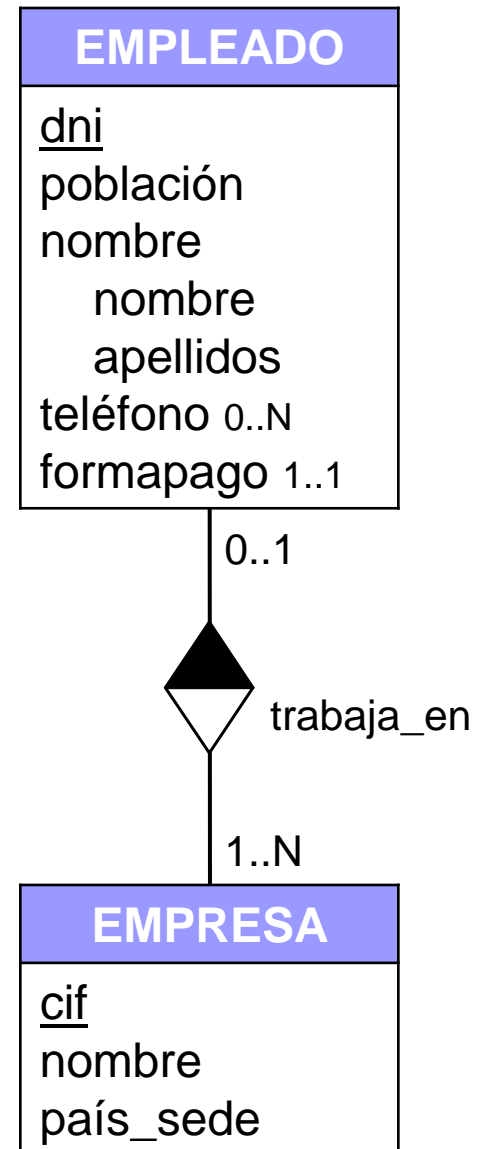 EMPLEADO
dni
población
nombre
nombre
apellidos
teléfono 0..N
formapago 1..1
0..1
trabaja_en
1..N
EMPRESA
cif
nombre
país_sede